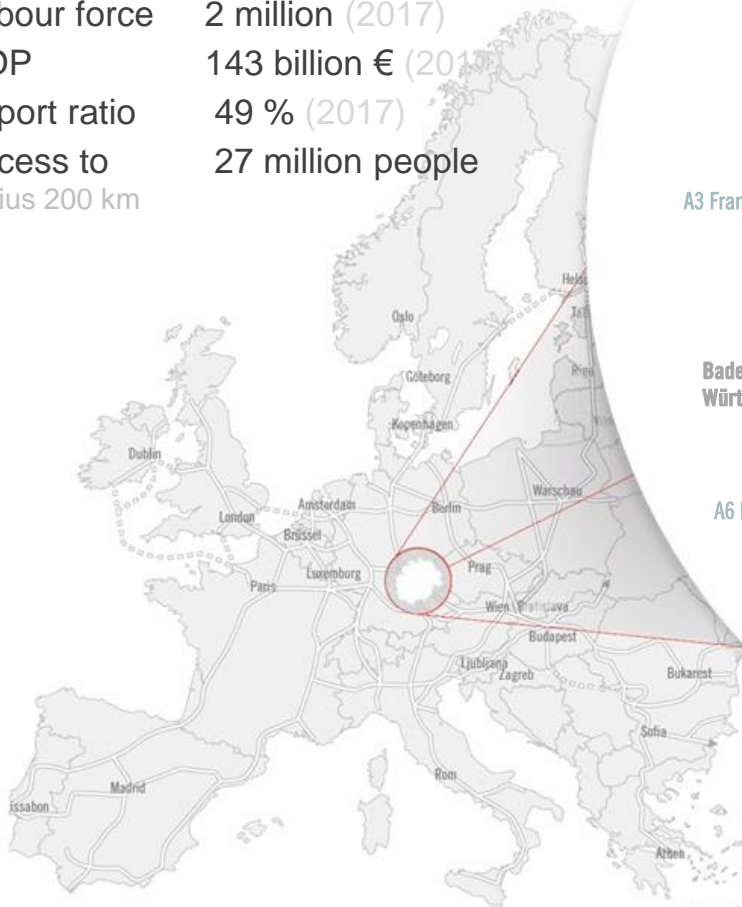 bour force 2 million (2017)
DP 143 billion € (201
port ratio 49 % (2017)
cess to 27 million people
ius 200 km
A3 Fran
Bade
Würt
A6
Oslo
Helsi
Göteborg
Kopenhagen
Dublin
London
Amsterdam
Berlin
Warschau
Brüssel
Luxemburg
Paris
Prag
Wien
Bratislava
Budapest
Ljubljana
Zagreb
Bukarest
Sofia
Rom
Madrid
issabon
Athen